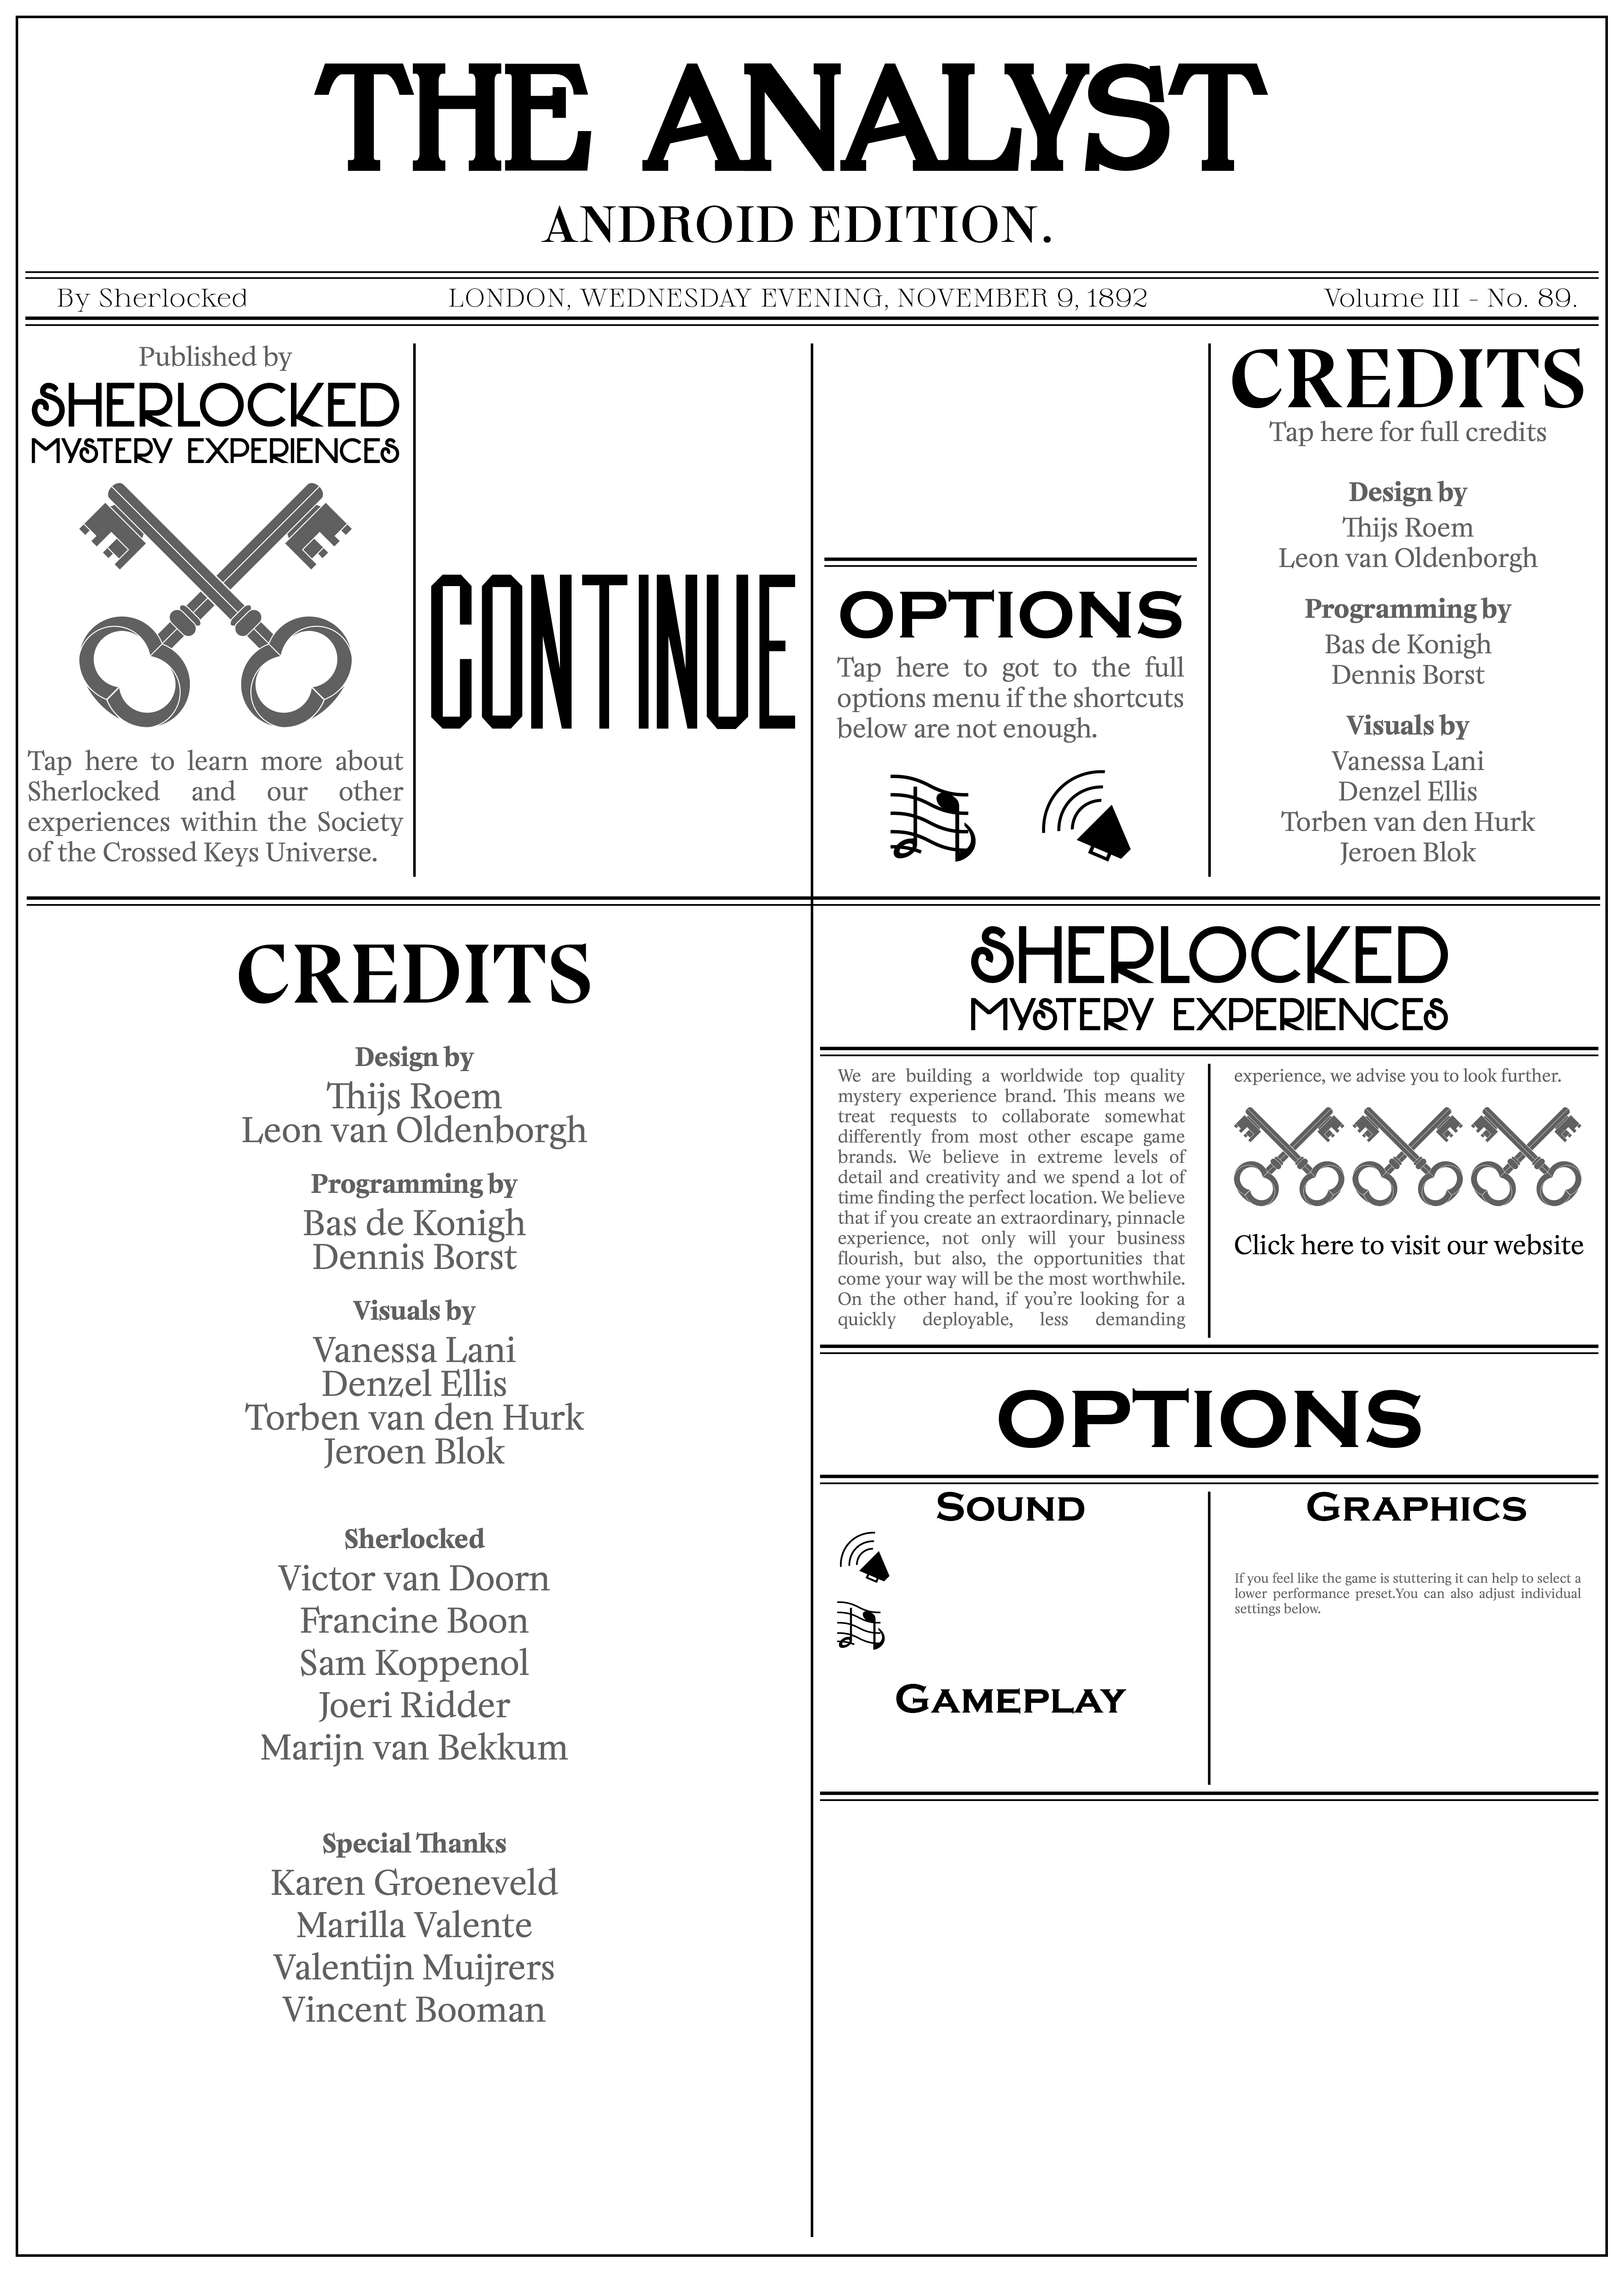 THE ANALYST
ANDROID EDITION.
By Sherlocked
LONDON, WEDNESDAY EVENING, NOVEMBER 9, 1892
Volume III - No. 89.
Published by
SHERLOCKED
MYSTERY EXPERIENCES
Tap here to learn more about
Sherlocked and our other
experiences within the Society
of the Crossed Keys Universe.
CONTINUE
OPTIONS
Tap here to got to the full
options menu if the shortcuts
below are not enough.
CREDITS
Tap here for full credits
Design by
Thijs Roem
Leon van Oldenborgh
Programming by
Bas de Konigh
Dennis Borst
Visuals by
Vanessa Lani
Denzel Ellis
Torben van den Hurk
Jeroen Blok
CREDITS
Design by
Thijs Roem
Leon van Oldenborgh
Programming by
Bas de Konigh
Dennis Borst
Visuals by
Vanessa Lani
Denzel Ellis
Torben van den Hurk
Jeroen Blok
Sherlocked
Victor van Doorn
Francine Boon
Sam Koppenol
Joeri Ridder
Marijn van Bekkum
Special Thanks
Karen Groeneveld
Marilla Valente
Valentijn Muijrers
Vincent Booman
SHERLOCKED
MYSTERY EXPERIENCES
We are building a worldwide top quality
mystery experience brand. This means we
treat requests to collaborate somewhat
differently from most other escape game
brands. We believe in extreme levels of
detail and creativity and we spend a lot of
time finding the perfect location. We believe
that if you create an extraordinary, pinnacle
experience, not only will your business
flourish, but also, the opportunities that
come your way will be the most worthwhile.
On the other hand, if you're looking for a
quickly deployable, less demanding
experience, we advise you to look further.
Click here to visit our website
OPTIONS
SOUND
GAMEPLAY
GRAPHICS
If you feel like the game is stuttering it can help to select a
lower performance preset.You can also adjust individual
settings below.